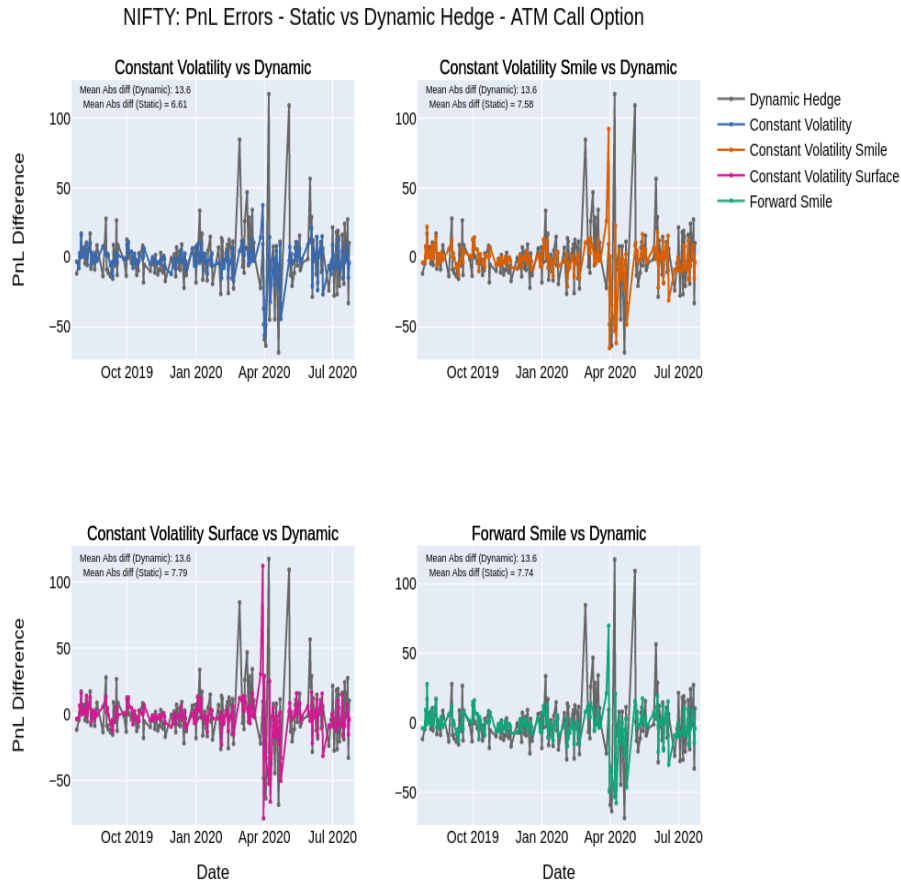 NIFTY: PnL Errors - Static vs Dynamic Hedge - ATM Call Option
Constant Volatility vs Dynamic
Mean Abs diff (Dynamic): 13.6
Mean Abs diff (Static) = 6.61
100
50
0
−50
PnL Difference
Oct 2019 Jan 2020 Apr 2020 Jul 2020
Constant Volatility Smile vs Dynamic
Mean Abs diff (Dynamic): 13.6
Mean Abs diff (Static) = 7.58
100
50
0
−50
Oct 2019 Jan 2020 Apr 2020 Jul 2020
Dynamic Hedge
Constant Volatility
Constant Volatility Smile
Constant Volatility Surface
Forward Smile
Constant Volatility Surface vs Dynamic
Mean Abs diff (Dynamic): 13.6
Mean Abs diff (Static) = 7.79
100
50
0
−50
PnL Difference
Oct 2019 Jan 2020 Apr 2020 Jul 2020
Date
Forward Smile vs Dynamic
Mean Abs diff (Dynamic): 13.6
Mean Abs diff (Static) = 7.74
100
50
0
−50
Oct 2019 Jan 2020 Apr 2020 Jul 2020
Date